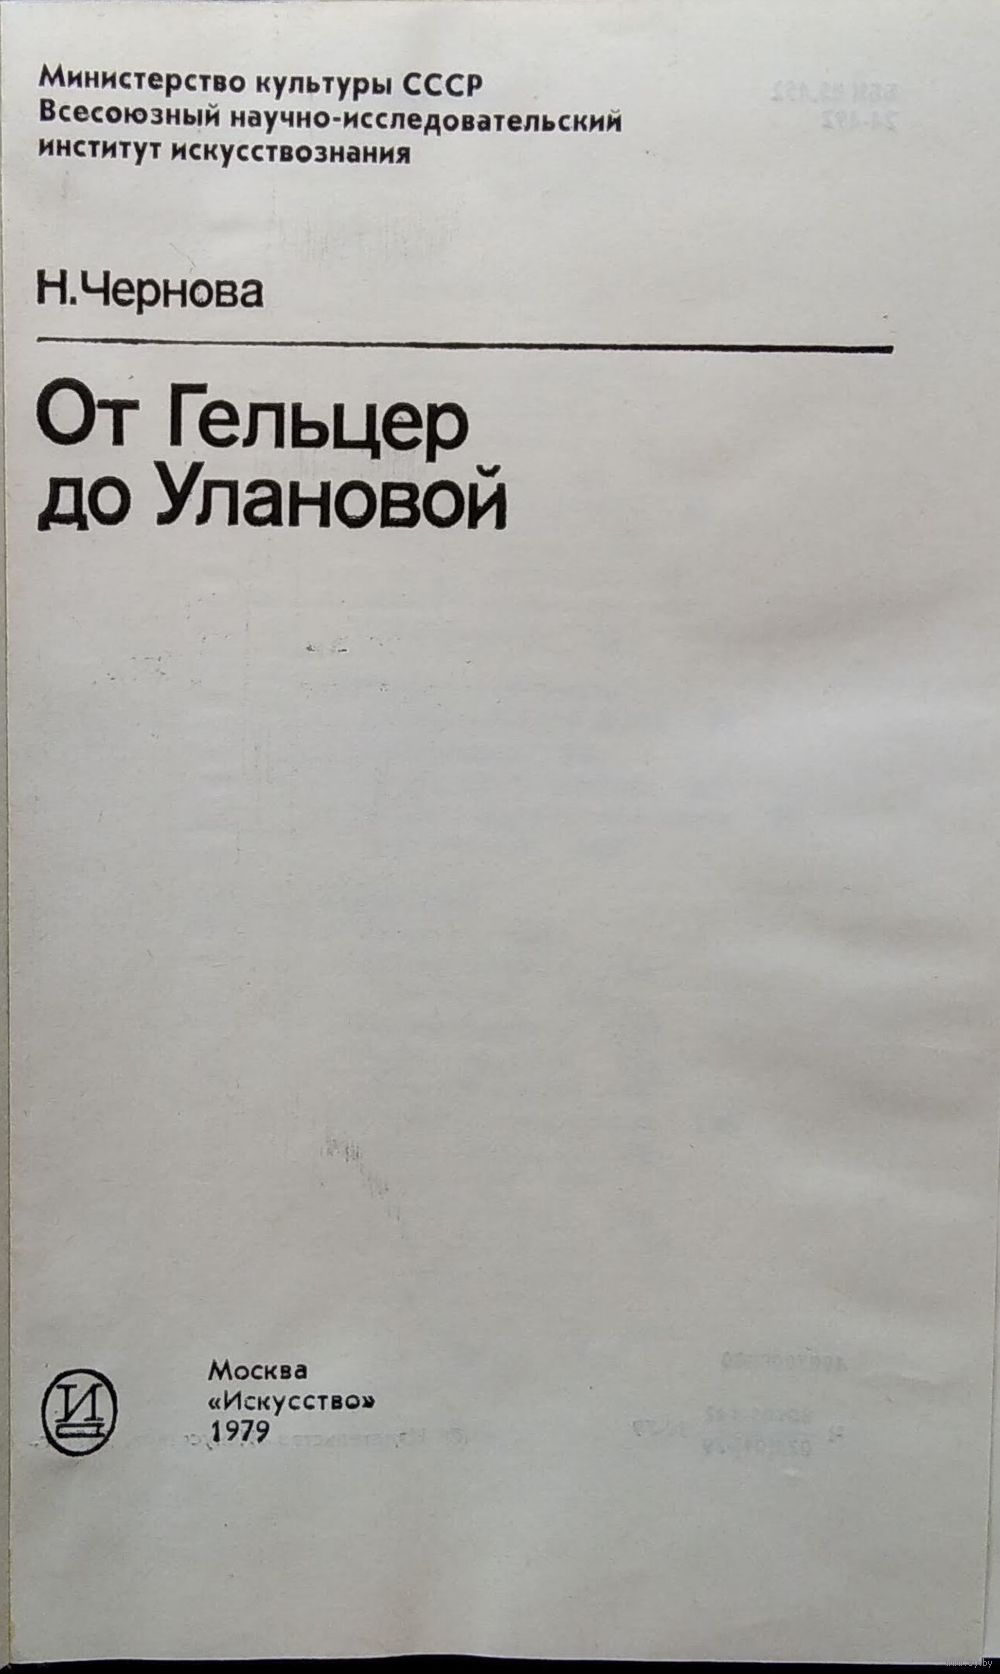 Министерство культуры СССР
Всесоюзный научно-исследовательский
институт искусствознания
Н.Чернова
От Гельцер
до Улановой
Москва
«Искусство»
1979
И